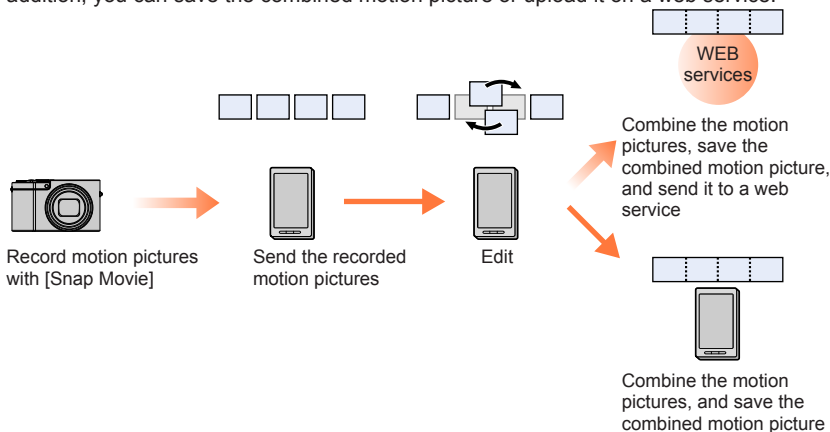 addition, you can save the combined motion picture or upload it on a web service.
WEB
services
Combine the motion
pictures, save the
combined motion picture,
and send it to a web
service
Record motion pictures
with [Snap Movie]
Send the recorded
motion pictures
Edit
Combine the motion
pictures, and save the
combined motion picture